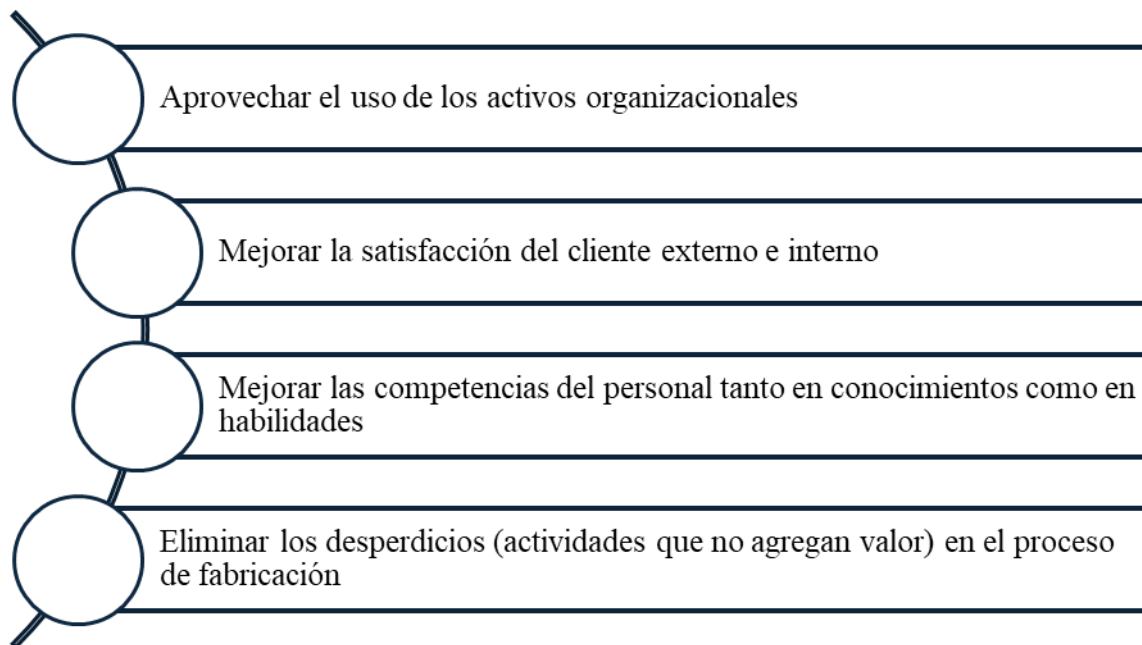 Aprovechar el uso de los activos organizacionales
Mejorar la satisfacción del cliente externo e interno
Mejorar las competencias del personal tanto en conocimientos como en
habilidades
Eliminar los desperdicios (actividades que no agregan valor) en el proceso
de fabricación